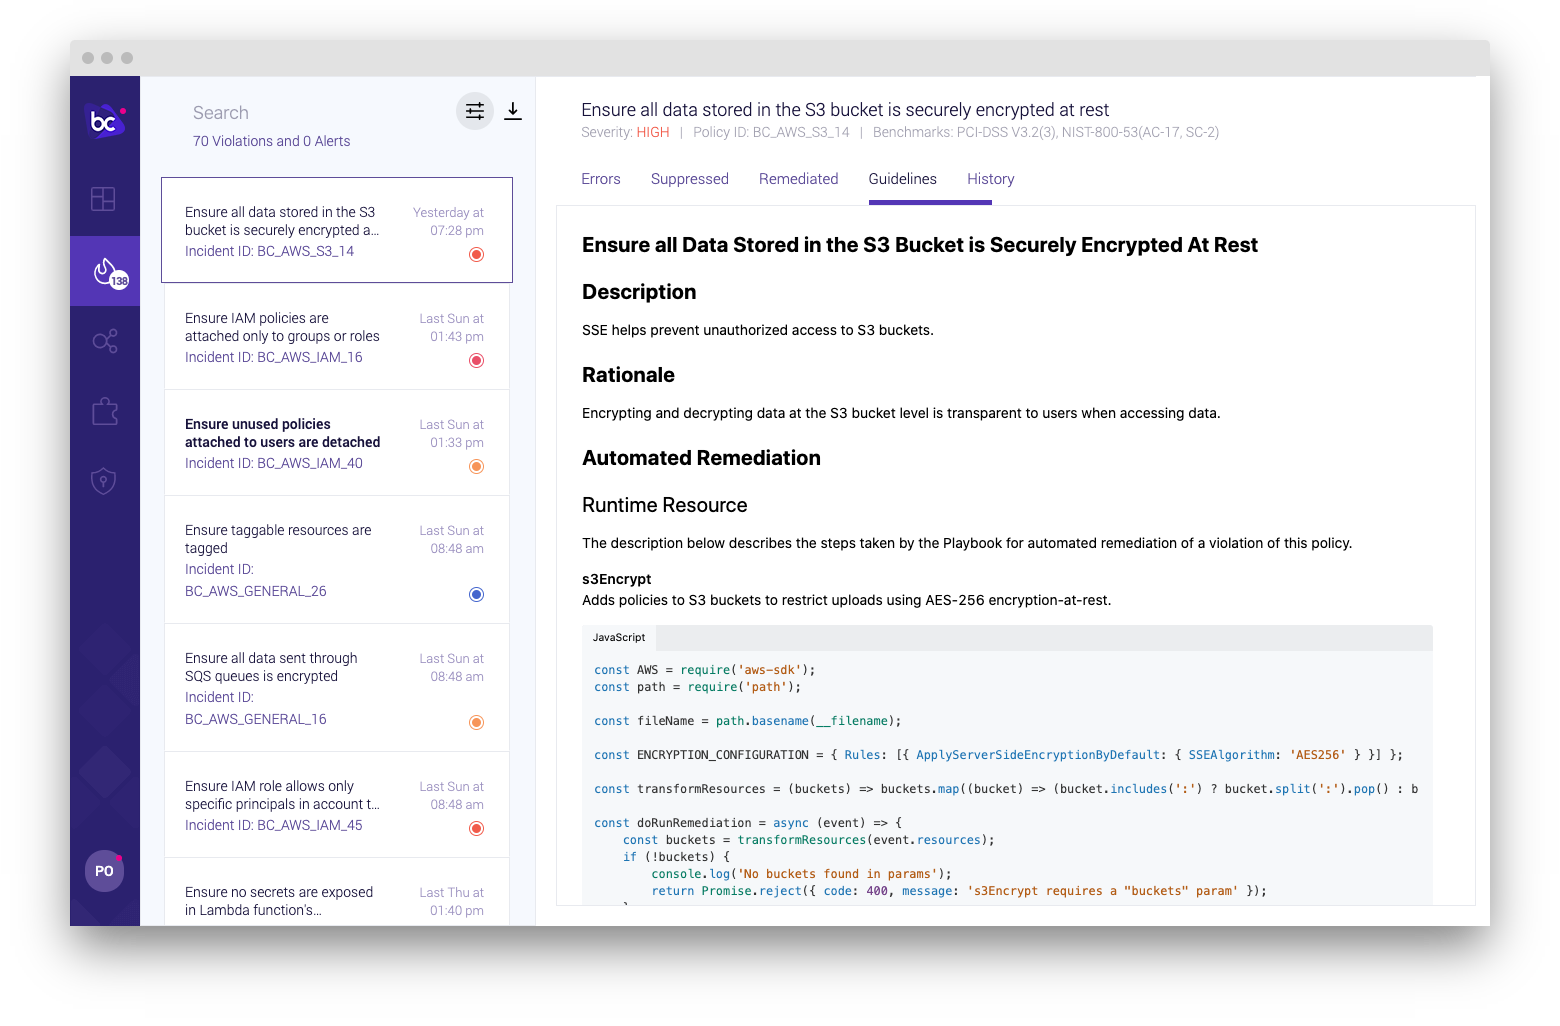 bc
138
PO
Search
70 Violations and 0 Alerts
Ensure all data stored in the S3
bucket is securely encrypted a...
Incident ID: BC_AWS_S3_14
Yesterday at
07:28 pm
Ensure IAM policies are
attached only to groups or roles
Incident ID: BC_AWS_IAM_16
Last Sun at
01:43 pm
Ensure unused policies
attached to users are detached
Incident ID: BC_AWS_IAM_40
Last Sun at
01:33 pm
Ensure taggable resources are
tagged
Incident ID:
BC_AWS_GENERAL_26
Last Sun at
08:48 am
Ensure all data sent through
SQS queues is encrypted
Incident ID:
BC_AWS_GENERAL_16
Last Sun at
08:48 am
Ensure IAM role allows only
specific principals in account t...
Incident ID: BC_AWS_IAM_45
Last Sun at
08:48 am
Ensure no secrets are exposed
in Lambda function's...
Last Thu at
01:40 pm
Ensure all data stored in the S3 bucket is securely encrypted at rest
Severity: HIGH | Policy ID: BC_AWS_S3_14 | Benchmarks: PCI-DSS V3.2(3), NIST-800-53(AC-17, SC-2)
Errors Suppressed Remediated Guidelines History
Ensure all Data Stored in the S3 Bucket is Securely Encrypted At Rest
Description
SSE helps prevent unauthorized access to S3 buckets.
Rationale
Encrypting and decrypting data at the S3 bucket level is transparent to users when accessing data.
Automated Remediation
Runtime Resource
The description below describes the steps taken by the Playbook for automated remediation of a violation of this policy.
s3Encrypt
Adds policies to S3 buckets to restrict uploads using AES-256 encryption-at-rest.
JavaScript
const AWS = require('aws-sdk');
const path = require('path');
const fileName = path.basename(__filename);
const ENCRYPTION_CONFIGURATION = { Rules: [{ ApplyServerSideEncryptionByDefault: { SSEAlgorithm: 'AES256' } }] };
const transformResources = (buckets) => buckets.map((bucket) => (bucket.includes(':') ? bucket.split(':').pop() : b
const doRunRemediation = async (event) => {
    const buckets = transformResources(event.resources);
    if (!buckets) {
        console.log('No buckets found in params');
        return Promise.reject({ code: 400, message: 's3Encrypt requires a "buckets" param' });